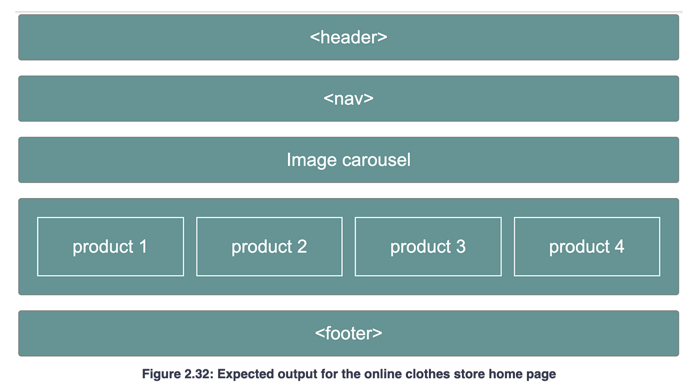 <header>
<nav>
Image carousel
product 1 product 2 product 3 product 4
<footer>
Figure 2.32: Expected output for the online clothes store home page